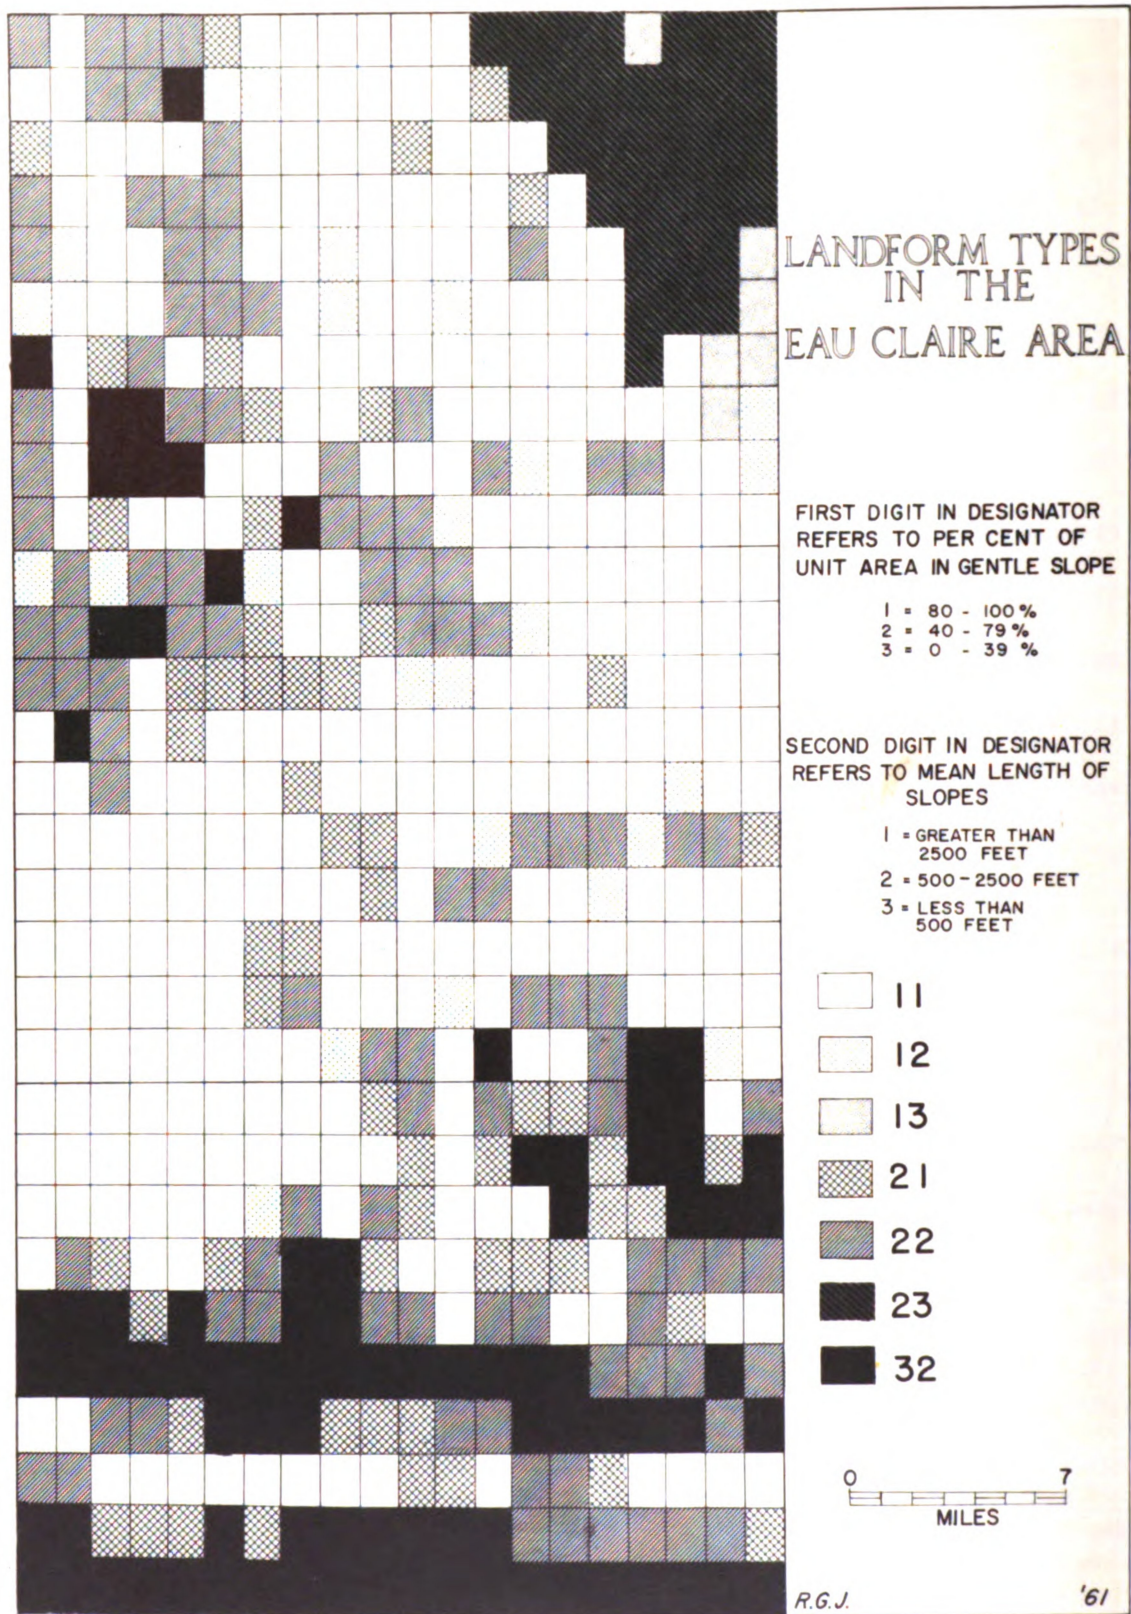 LANDFORM TYPES
IN THE
EAU CLAIRE AREA
FIRST DIGIT IN DESIGNATOR
REFERS TO PER CENT OF
UNIT AREA IN GENTLE SLOPE
1 = 80 - 100 %
2 = 40 - 79 %
3 = 0 - 39 %
SECOND DIGIT IN DESIGNATOR
REFERS TO MEAN LENGTH OF
SLOPES
1 = GREATER THAN
2500 FEET
2 = 500-2500 FEET
3 = LESS THAN
500 FEET
11
12
13
21
22
23
32
0 7
MILES
R.G.J. '61